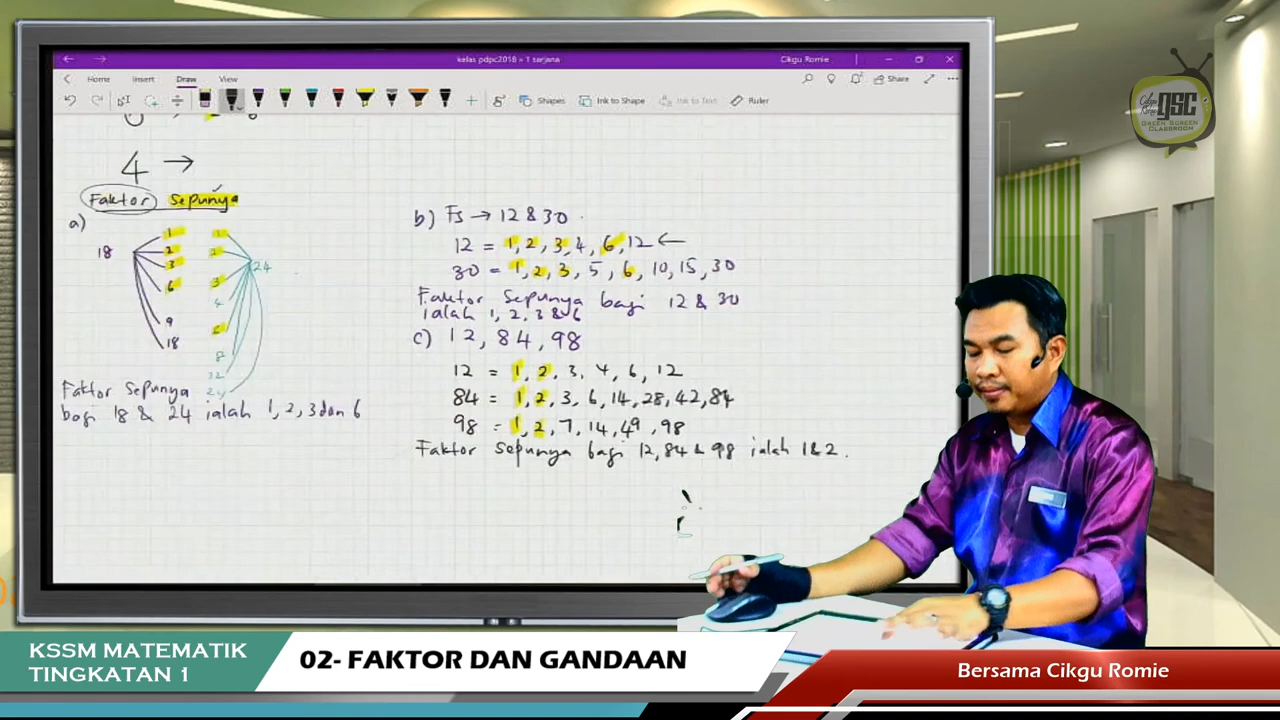 kelas pdpc2018 » 1 sarjana
Cikgu Romie
Home Insert Draw View
Share
Shapes Ink to Shape Ink to Text Ruler
4 →
Faktor Sepunya
a)
18
1
2
3
6
9
18
1
2
3
4
8
24
24
Faktor Sepunya
bagi 18 & 24 ialah 1, 2, 3 dan 6
b) Fs → 12 & 30
12 = 1, 2, 3, 4, 6, 12 ←
30 = 1, 2, 3, 5, 6, 10, 15, 30
Faktor Sepunya bagi 12 & 30
ialah 1, 2, 3 & 6
c) 12, 84, 98
12 = 1, 2, 3, 4, 6, 12
84 = 1, 2, 3, 6, 14, 28, 42, 84
98 = 1, 2, 7, 14, 49, 98
Faktor Sepunya bagi 12, 84 & 98 ialah 1 & 2.
Cikgu Romie GSC
GREEN SCREEN
CLASSROOM
KSSM MATEMATIK
TINGKATAN 1
02- FAKTOR DAN GANDAAN
Bersama Cikgu Romie